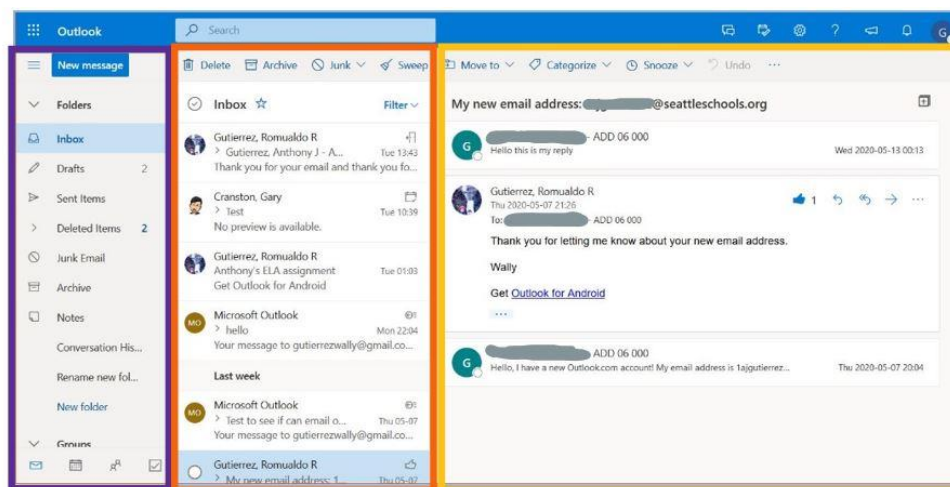 Outlook
Search
G
New message
Delete Archive Junk Sweep Move to Categorize Snooze Undo ...
Folders
Inbox
Drafts 2
Sent Items
Deleted Items 2
Junk Email
Archive
Notes
Conversation His...
Rename new fol...
New folder
Groups
Inbox Filter
Gutierrez, Romualdo R
> Gutierrez, Anthony J - A... Tue 13:43
Thank you for your email and thank you fo...
Cranston, Gary
> Test Tue 10:39
No preview is available.
Gutierrez, Romualdo R
Anthony's ELA assignment Tue 01:03
Get Outlook for Android
MO
Microsoft Outlook
> hello Mon 22:04
Your message to gutierrezwally@gmail.co...
Last week
MO
Microsoft Outlook
> Test to see if can email o... Thu 05-07
Your message to gutierrezwally@gmail.co...
Gutierrez, Romualdo R
> My new email address: 1... Thu 05-07
My new email address: @seattleschools.org
G
- ADD 06 000
Hello this is my reply Wed 2020-05-13 00:13
Gutierrez, Romualdo R
Thu 2020-05-07 21:26
1
To: - ADD 06 000
Thank you for letting me know about your new email address.
Wally
Get Outlook for Android
...
G
ADD 06 000
Hello, I have a new Outlook.com account! My email address is 1ajgutierrez... Thu 2020-05-07 20:04